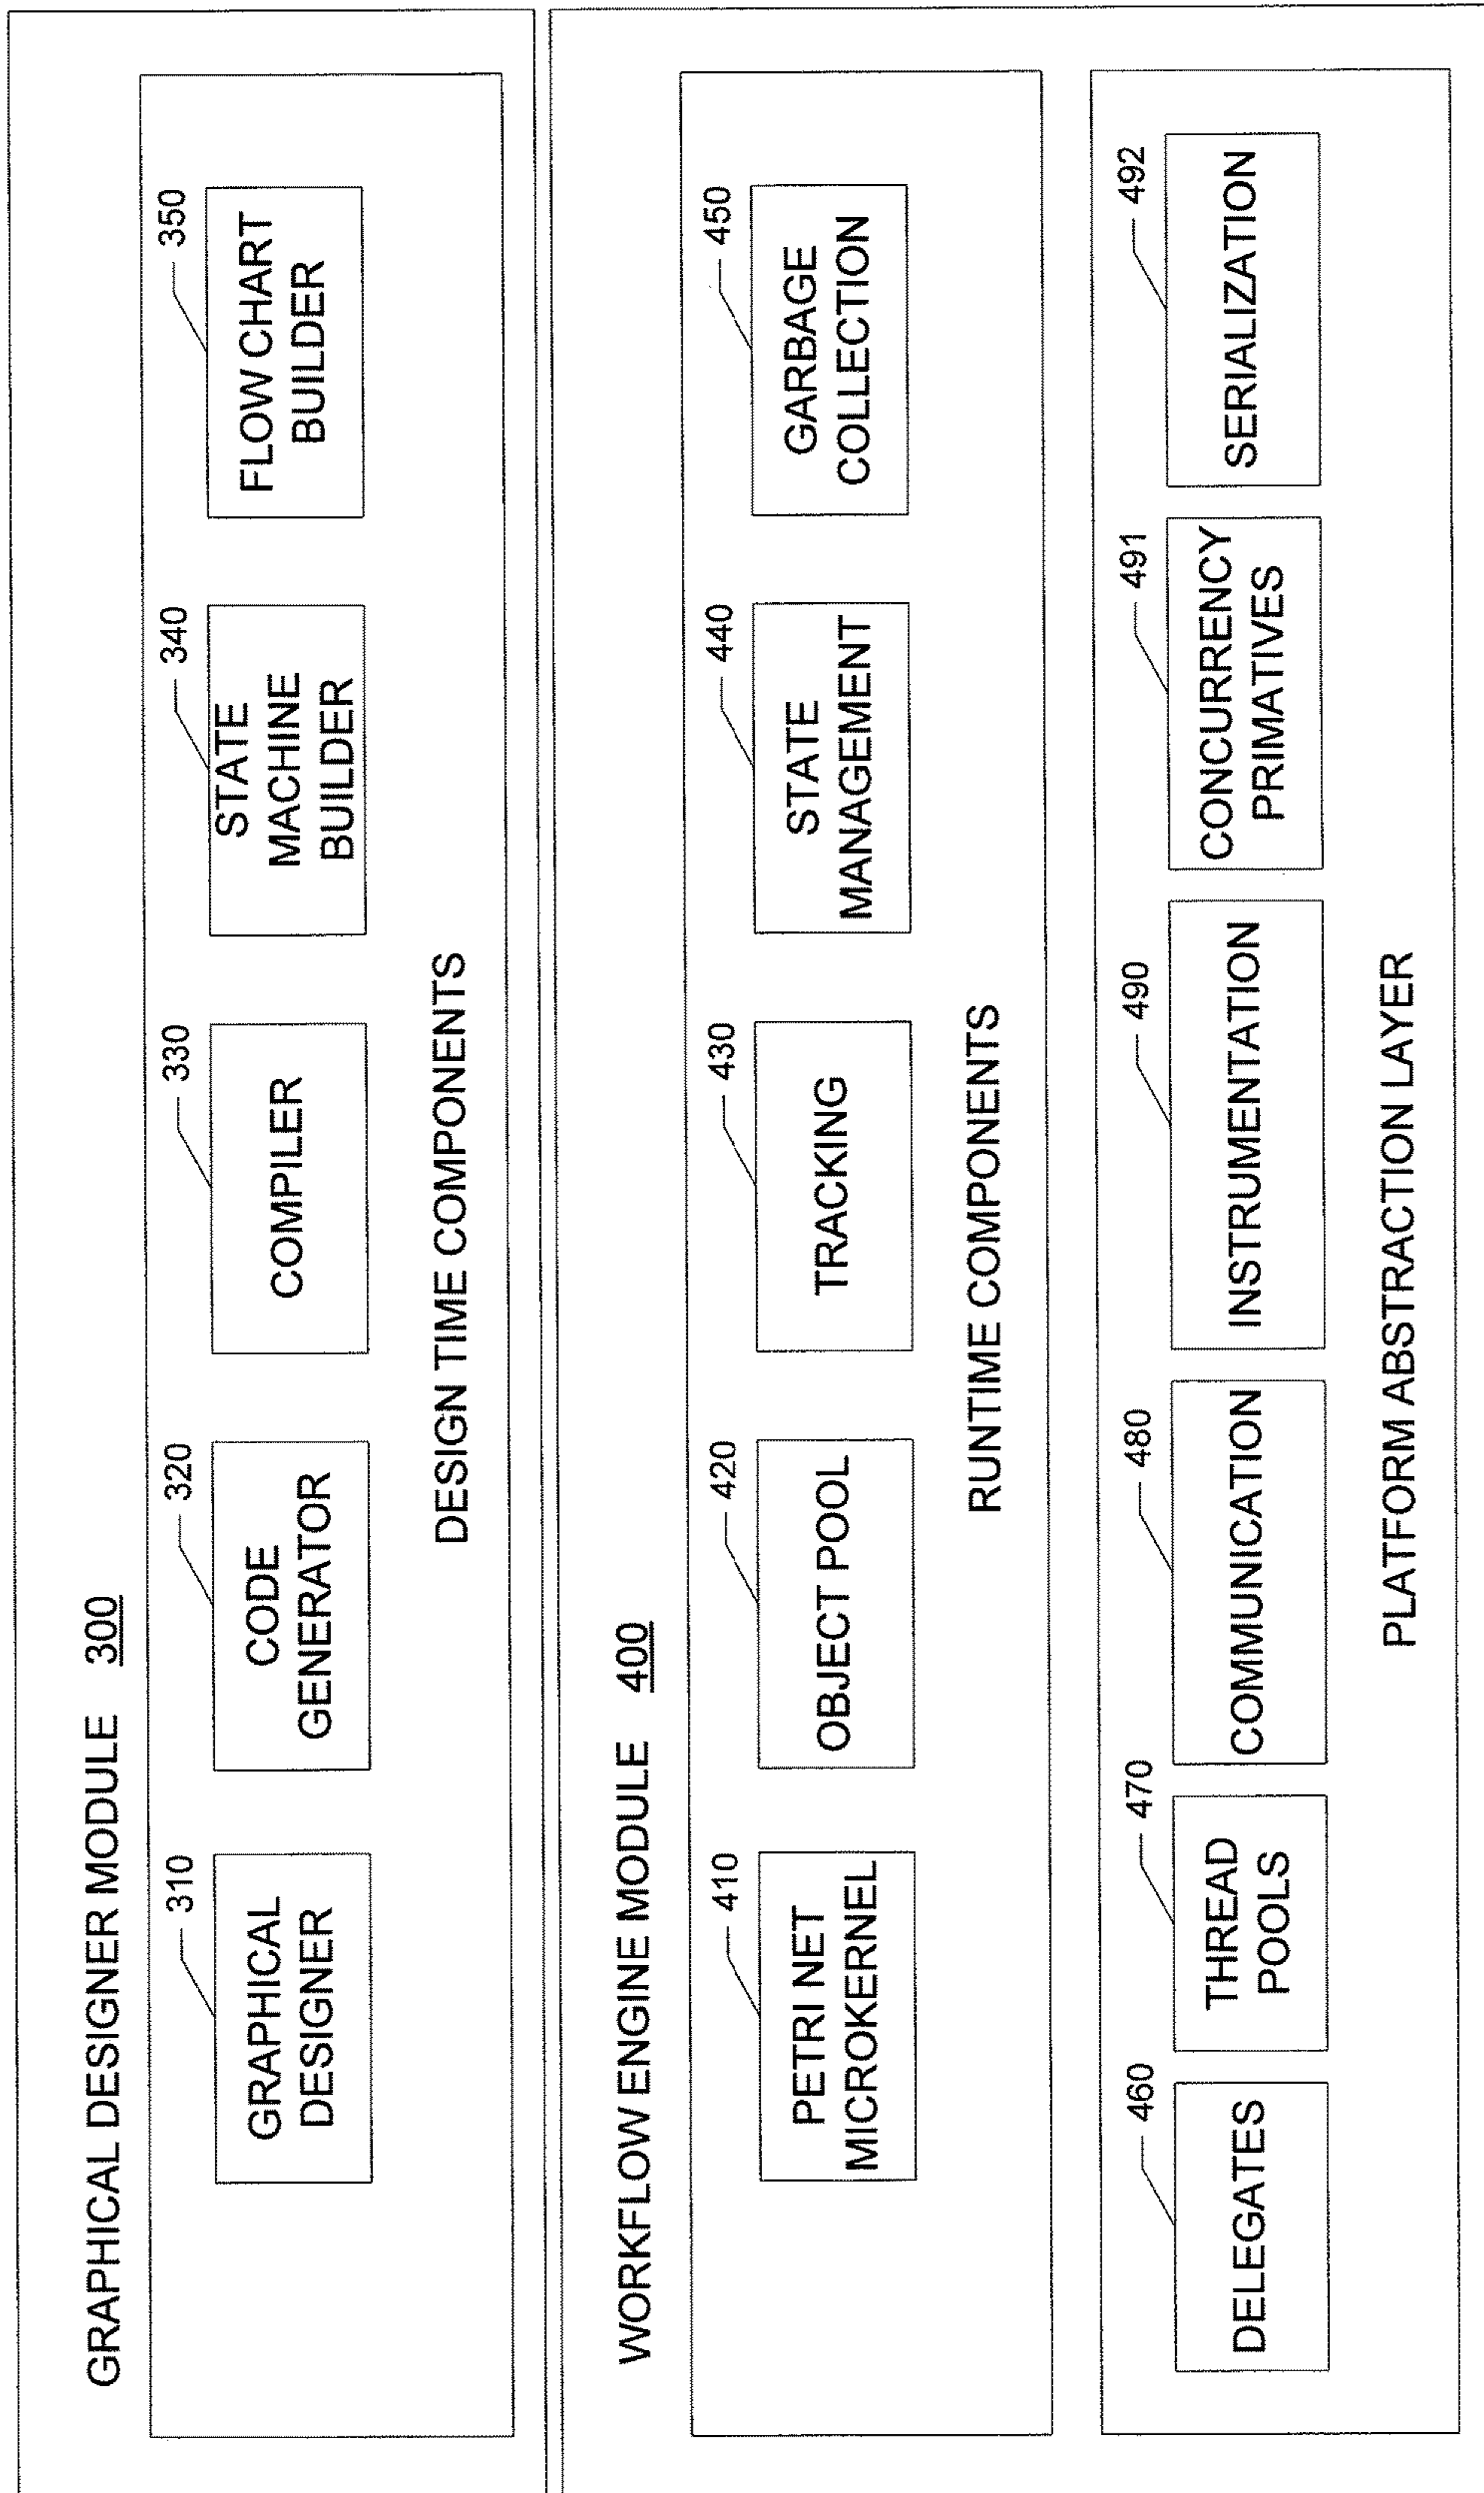 GRAPHICAL DESIGNER MODULE 300
310
GRAPHICAL
DESIGNER
320
CODE
GENERATOR
330
COMPILER
340
STATE
MACHINE
BUILDER
350
FLOW CHART
BUILDER
DESIGN TIME COMPONENTS
WORKFLOW ENGINE MODULE 400
410
PETRI NET
MICROKERNEL
420
OBJECT POOL
430
TRACKING
440
STATE
MANAGEMENT
450
GARBAGE
COLLECTION
RUNTIME COMPONENTS
460
DELEGATES
470
THREAD
POOLS
480
COMMUNICATION
490
INSTRUMENTATION
491
CONCURRENCY
PRIMATIVES
492
SERIALIZATION
PLATFORM ABSTRACTION LAYER